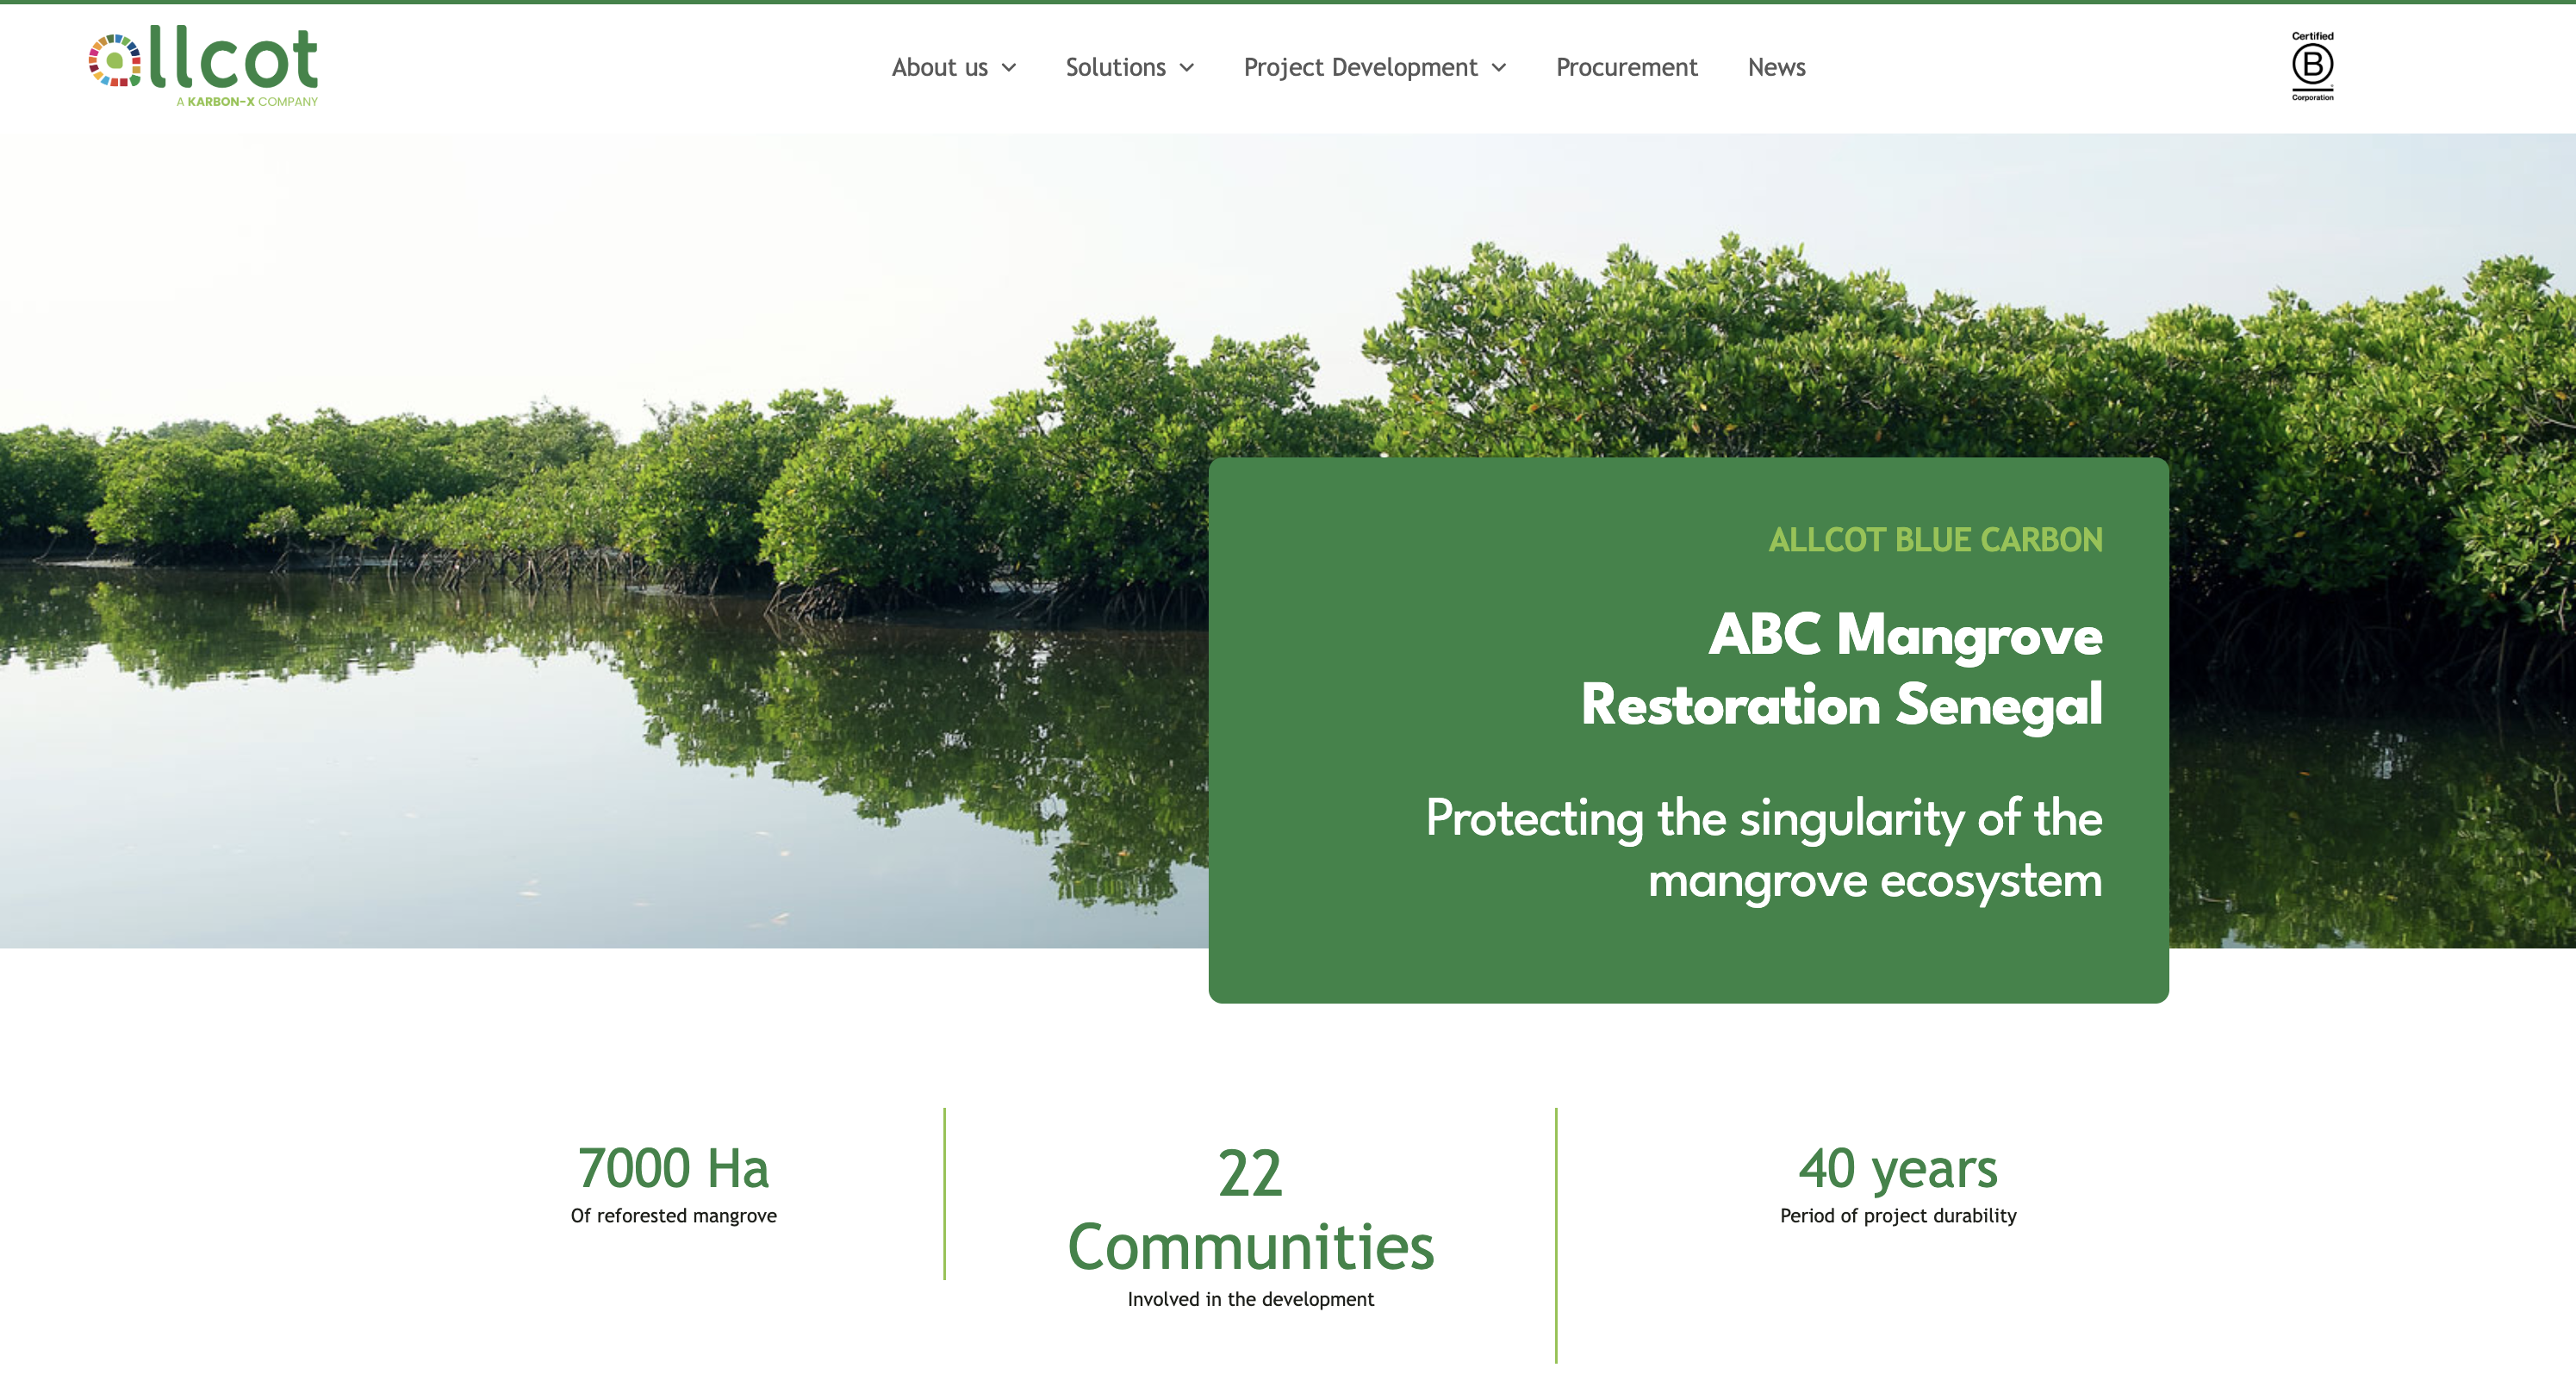 allcot
A KARBON-X COMPANY
About us
Solutions
Project Development
Procurement
News
Certified
B
Corporation
ALLCOT BLUE CARBON
ABC Mangrove
Restoration Senegal
Protecting the singularity of the
mangrove ecosystem
7000 Ha
Of reforested mangrove
22
Communities
Involved in the development
40 years
Period of project durability